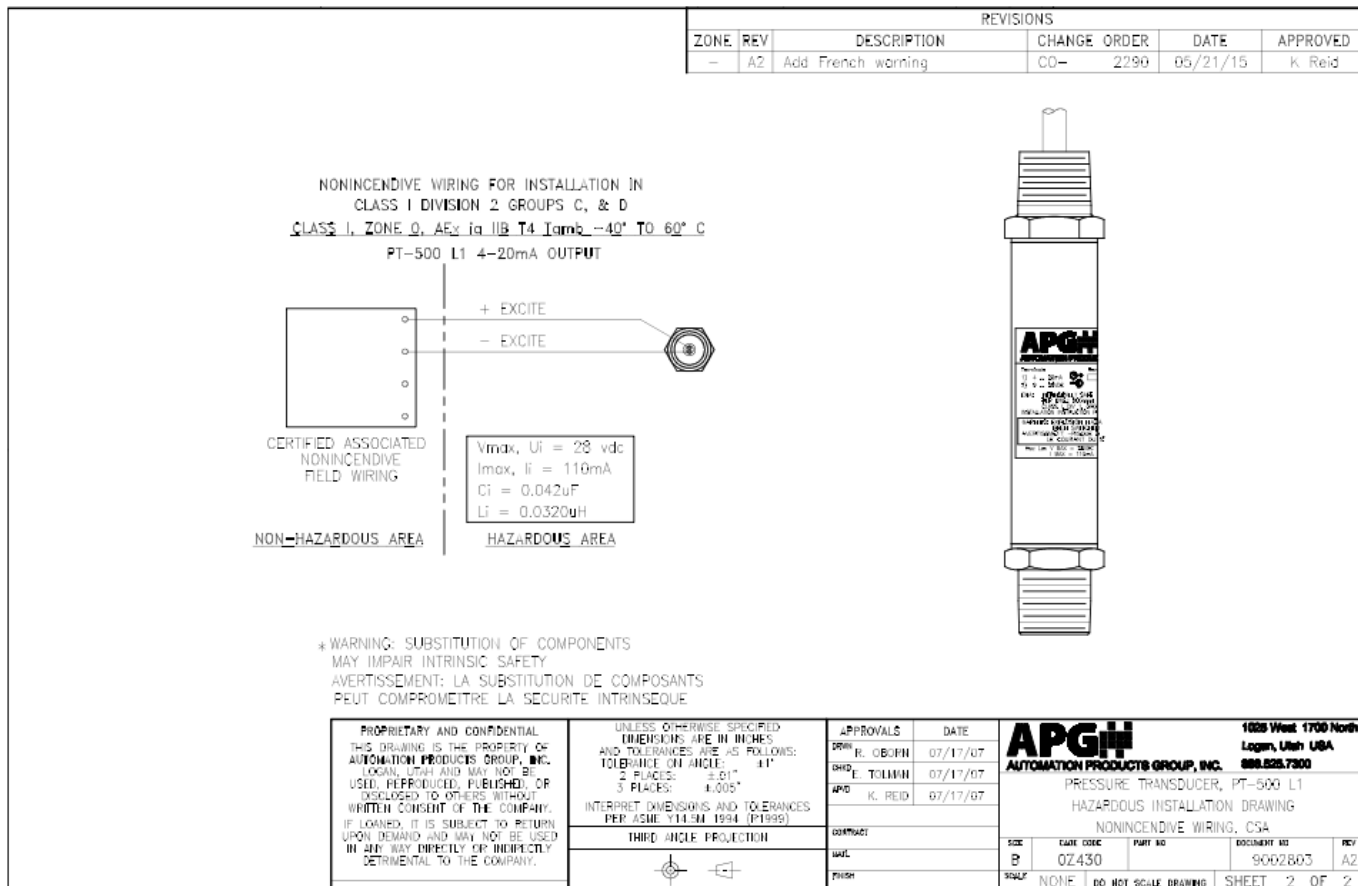 REVISIONS
ZONE REV DESCRIPTION CHANGE ORDER DATE APPROVED
- A2 Add French warning CO- 2290 05/21/15 K Reid
NONINCENDIVE WIRING FOR INSTALLATION IN
CLASS I DIVISION 2 GROUPS C, & D
CLASS I, ZONE 0, AEx ia IIB T4 Tamb -40° TO 60° C
PT-500 L1 4-20mA OUTPUT
+ EXCITE
- EXCITE
CERTIFIED ASSOCIATED
NONINCENDIVE
FIELD WIRING
Vmax, Ui = 28 vdc
Imax, Ii = 110mA
Ci = 0.042uF
Li = 0.0320uH
NON-HAZARDOUS AREA
HAZARDOUS AREA
APG
* WARNING: SUBSTITUTION OF COMPONENTS
MAY IMPAIR INTRINSIC SAFETY
AVERTISSEMENT: LA SUBSTITUTION DE COMPOSANTS
PEUT COMPROMETTRE LA SECURITE INTRINSEQUE
PROPRIETARY AND CONFIDENTIAL
THIS DRAWING IS THE PROPERTY OF
AUTOMATION PRODUCTS GROUP, INC.
LOGAN, UTAH AND MAY NOT BE
USED, REPRODUCED, PUBLISHED, OR
DISCLOSED TO OTHERS WITHOUT
WRITTEN CONSENT OF THE COMPANY.
IF LOANED, IT IS SUBJECT TO RETURN
UPON DEMAND AND MAY NOT BE USED
IN ANY WAY DIRECTLY OR INDIRECTLY
DETRIMENTAL TO THE COMPANY.
UNLESS OTHERWISE SPECIFIED
DIMENSIONS ARE IN INCHES
AND TOLERANCES ARE AS FOLLOWS:
TOLERANCE ON ANGLE: ±1°
2 PLACES: ±.01"
3 PLACES: ±.005"
INTERPRET DIMENSIONS AND TOLERANCES
PER ASME Y14.5M 1994 (R1999)
THIRD ANGLE PROJECTION
APPROVALS DATE
DRWN R. OBORN 07/17/07
CHKD E. TOLMAN 07/17/07
APVD K. REID 07/17/07
CONTRACT
MATL
FINISH
APG
AUTOMATION PRODUCTS GROUP, INC.
1025 West 1700 North
Logan, Utah USA
888.525.7300
PRESSURE TRANSDUCER, PT-500 L1
HAZARDOUS INSTALLATION DRAWING
NONINCENDIVE WIRING, CSA
SIZE CAGE CODE PART NO DOCUMENT NO REV
B 0Z430 9002803 A2
SCALE NONE DO NOT SCALE DRAWING SHEET 2 OF 2